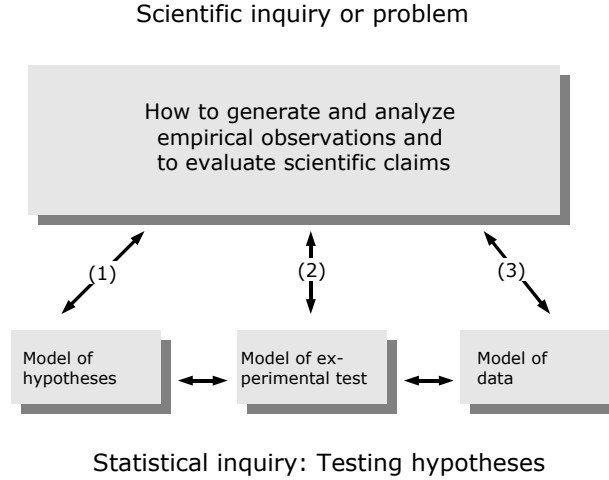 Scientific inquiry or problem
How to generate and analyze
empirical observations and
to evaluate scientific claims
(1)
(2)
(3)
Model of
hypotheses
Model of ex-
perimental test
Model of
data
Statistical inquiry: Testing hypotheses